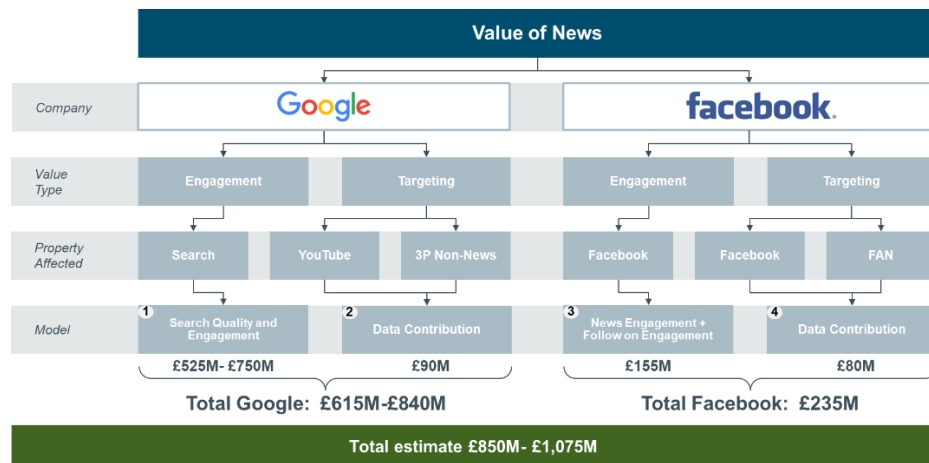 Value of News
Company
Google
facebook.
Value
Type
Engagement
Targeting
Engagement
Targeting
Property
Affected
Search
YouTube
3P Non-News
Facebook
Facebook
FAN
Model
1
Search Quality and
Engagement
2
Data Contribution
3
News Engagement +
Follow on Engagement
4
Data Contribution
£525M- £750M
£90M
£155M
£80M
Total Google: £615M-£840M
Total Facebook: £235M
Total estimate £850M- £1,075M